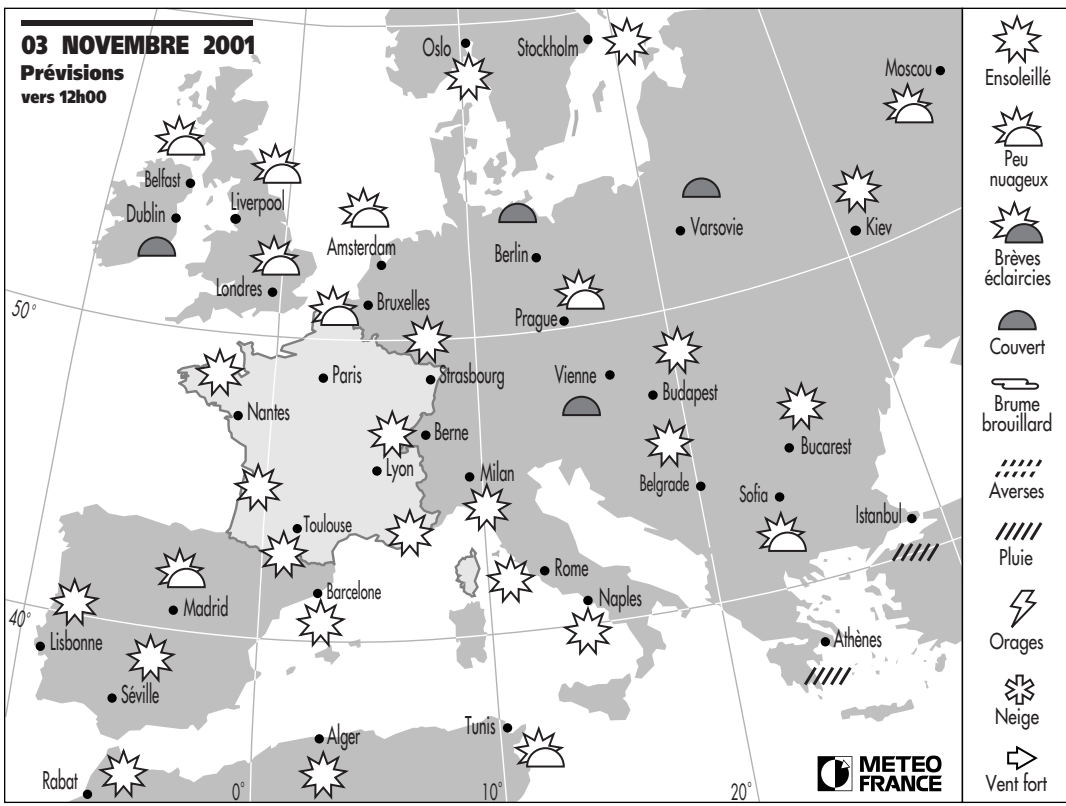 03 NOVEMBRE 2001
Prévisions
vers 12h00
Oslo
Stockholm
Moscou
Belfast
Dublin
Liverpool
Amsterdam
Berlin
Varsovie
Kiev
Londres
Bruxelles
Prague
50°
Paris
Strasbourg
Vienne
Budapest
Nantes
Berne
Bucarest
Lyon
Milan
Belgrade
Sofia
Istanbul
Toulouse
Rome
Barcelone
Naples
Madrid
40°
Lisbonne
Athènes
Séville
Tunis
Alger
Rabat
0°
10°
20°
METEO
FRANCE
Ensoleillé
Peu
nuageux
Brèves
éclaircies
Couvert
Brume
brouillard
Averses
Pluie
Orages
Neige
Vent fort